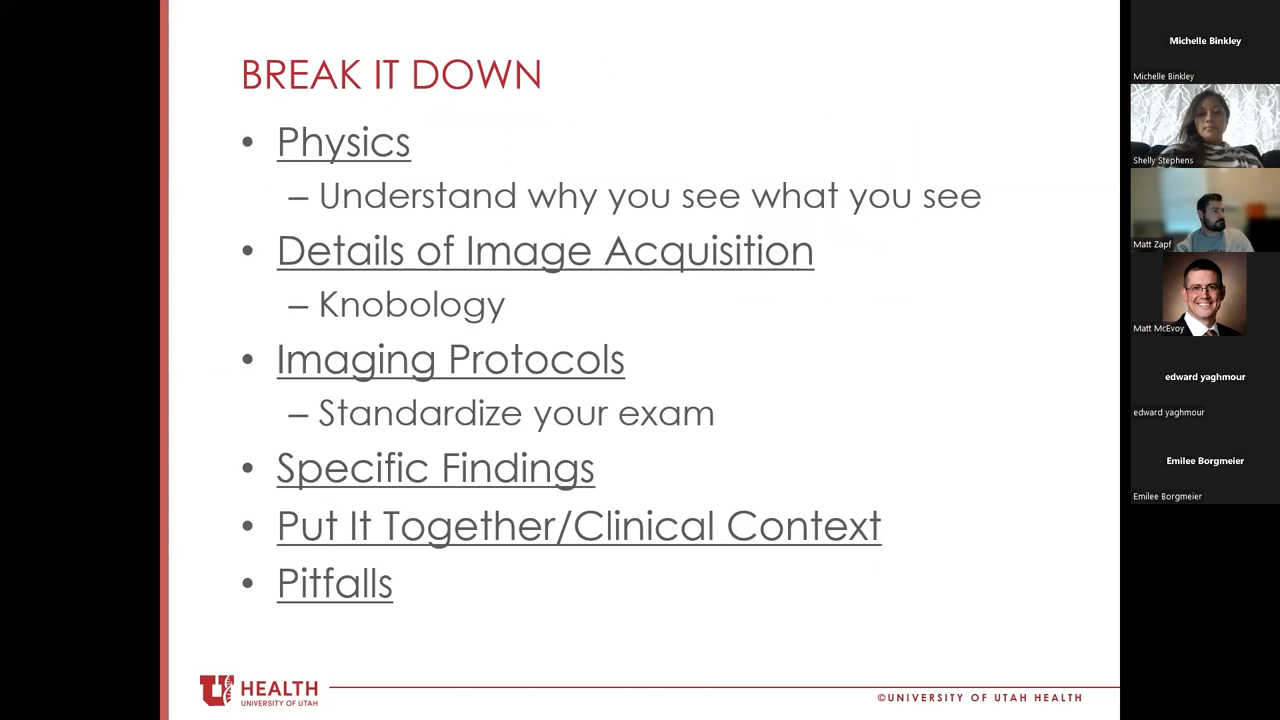 BREAK IT DOWN
• Physics
– Understand why you see what you see
• Details of Image Acquisition
– Knobology
• Imaging Protocols
– Standardize your exam
• Specific Findings
• Put It Together/Clinical Context
• Pitfalls
U HEALTH
UNIVERSITY OF UTAH
©UNIVERSITY OF UTAH HEALTH
Michelle Binkley
Michelle Binkley
Shelly Stephens
Matt Zapf
Matt McEvoy
edward yaghmour
edward yaghmour
Emilee Borgmeier
Emilee Borgmeier